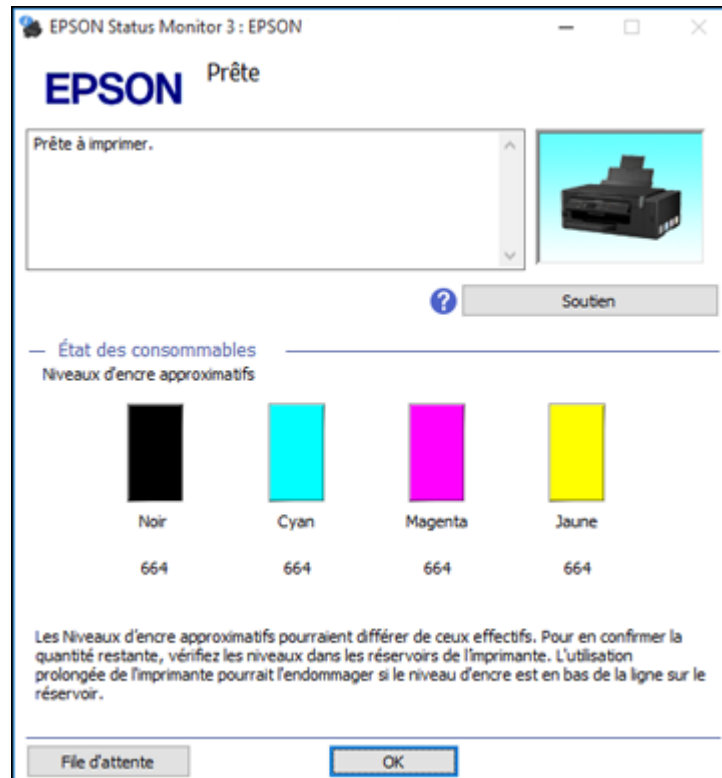 EPSON Status Monitor 3 : EPSON
EPSON
Prête
Prête à imprimer.
?
Soutien
État des consommables
Niveaux d'encre approximatifs
Noir Cyan Magenta Jaune
664 664 664 664
Les Niveaux d'encre approximatifs pourraient différer de ceux effectifs. Pour en confirmer la
quantité restante, vérifiez les niveaux dans les réservoirs de l'imprimante. L'utilisation
prolongée de l'imprimante pourrait l'endommager si le niveau d'encre est en bas de la ligne sur le
réservoir.
File d'attente
OK